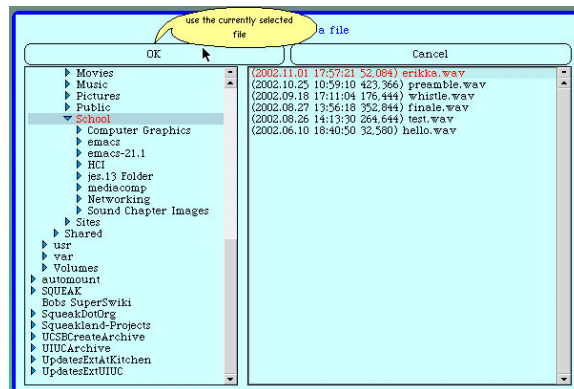 use the currently selected
file
a file
OK
Cancel
Movies
Music
Pictures
Public
School
Computer Graphics
emacs
emacs-21.1
HCI
jes.13 Folder
mediacomp
Networking
Sound Chapter Images
Sites
Shared
usr
var
Volumes
automount
SQUEAK
Bobs SuperSwiki
SqueakDotOrg
Squeakland-Projects
UCSBCreateArchive
UIUCArchive
UpdatesExtAtKitchen
UpdatesExtUIUC
(2002.11.01 17:57:21 52,084) erikka.wav
(2002.10.25 10:59:10 423,366) preamble.wav
(2002.09.18 17:11:04 176,444) whistle.wav
(2002.08.27 13:56:18 352,844) finale.wav
(2002.08.26 14:13:30 264,644) test.wav
(2002.06.10 18:40:50 32,580) hello.wav